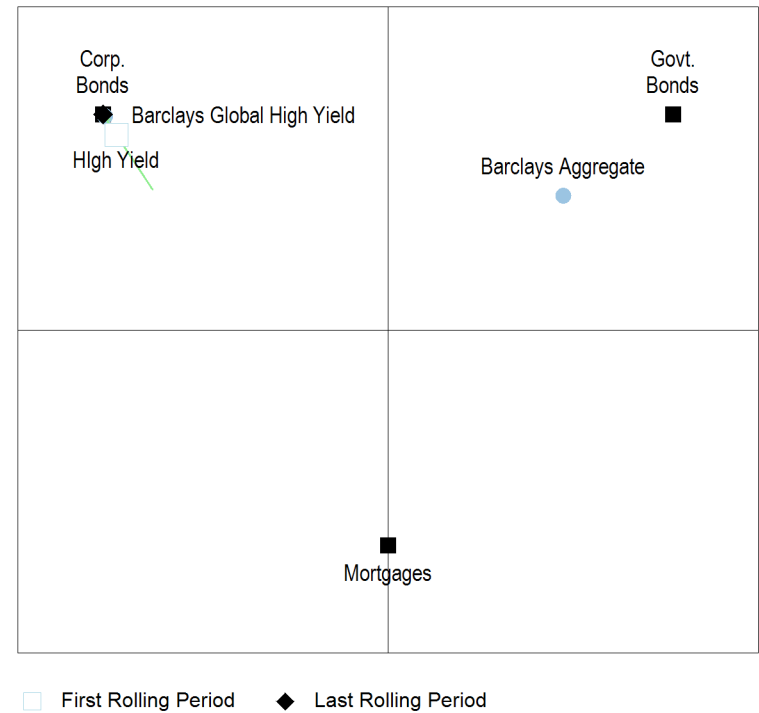 Corp.
Bonds
Govt.
Bonds
Barclays Global High Yield
HIgh Yield
Barclays Aggregate
Mortgages
First Rolling Period
Last Rolling Period